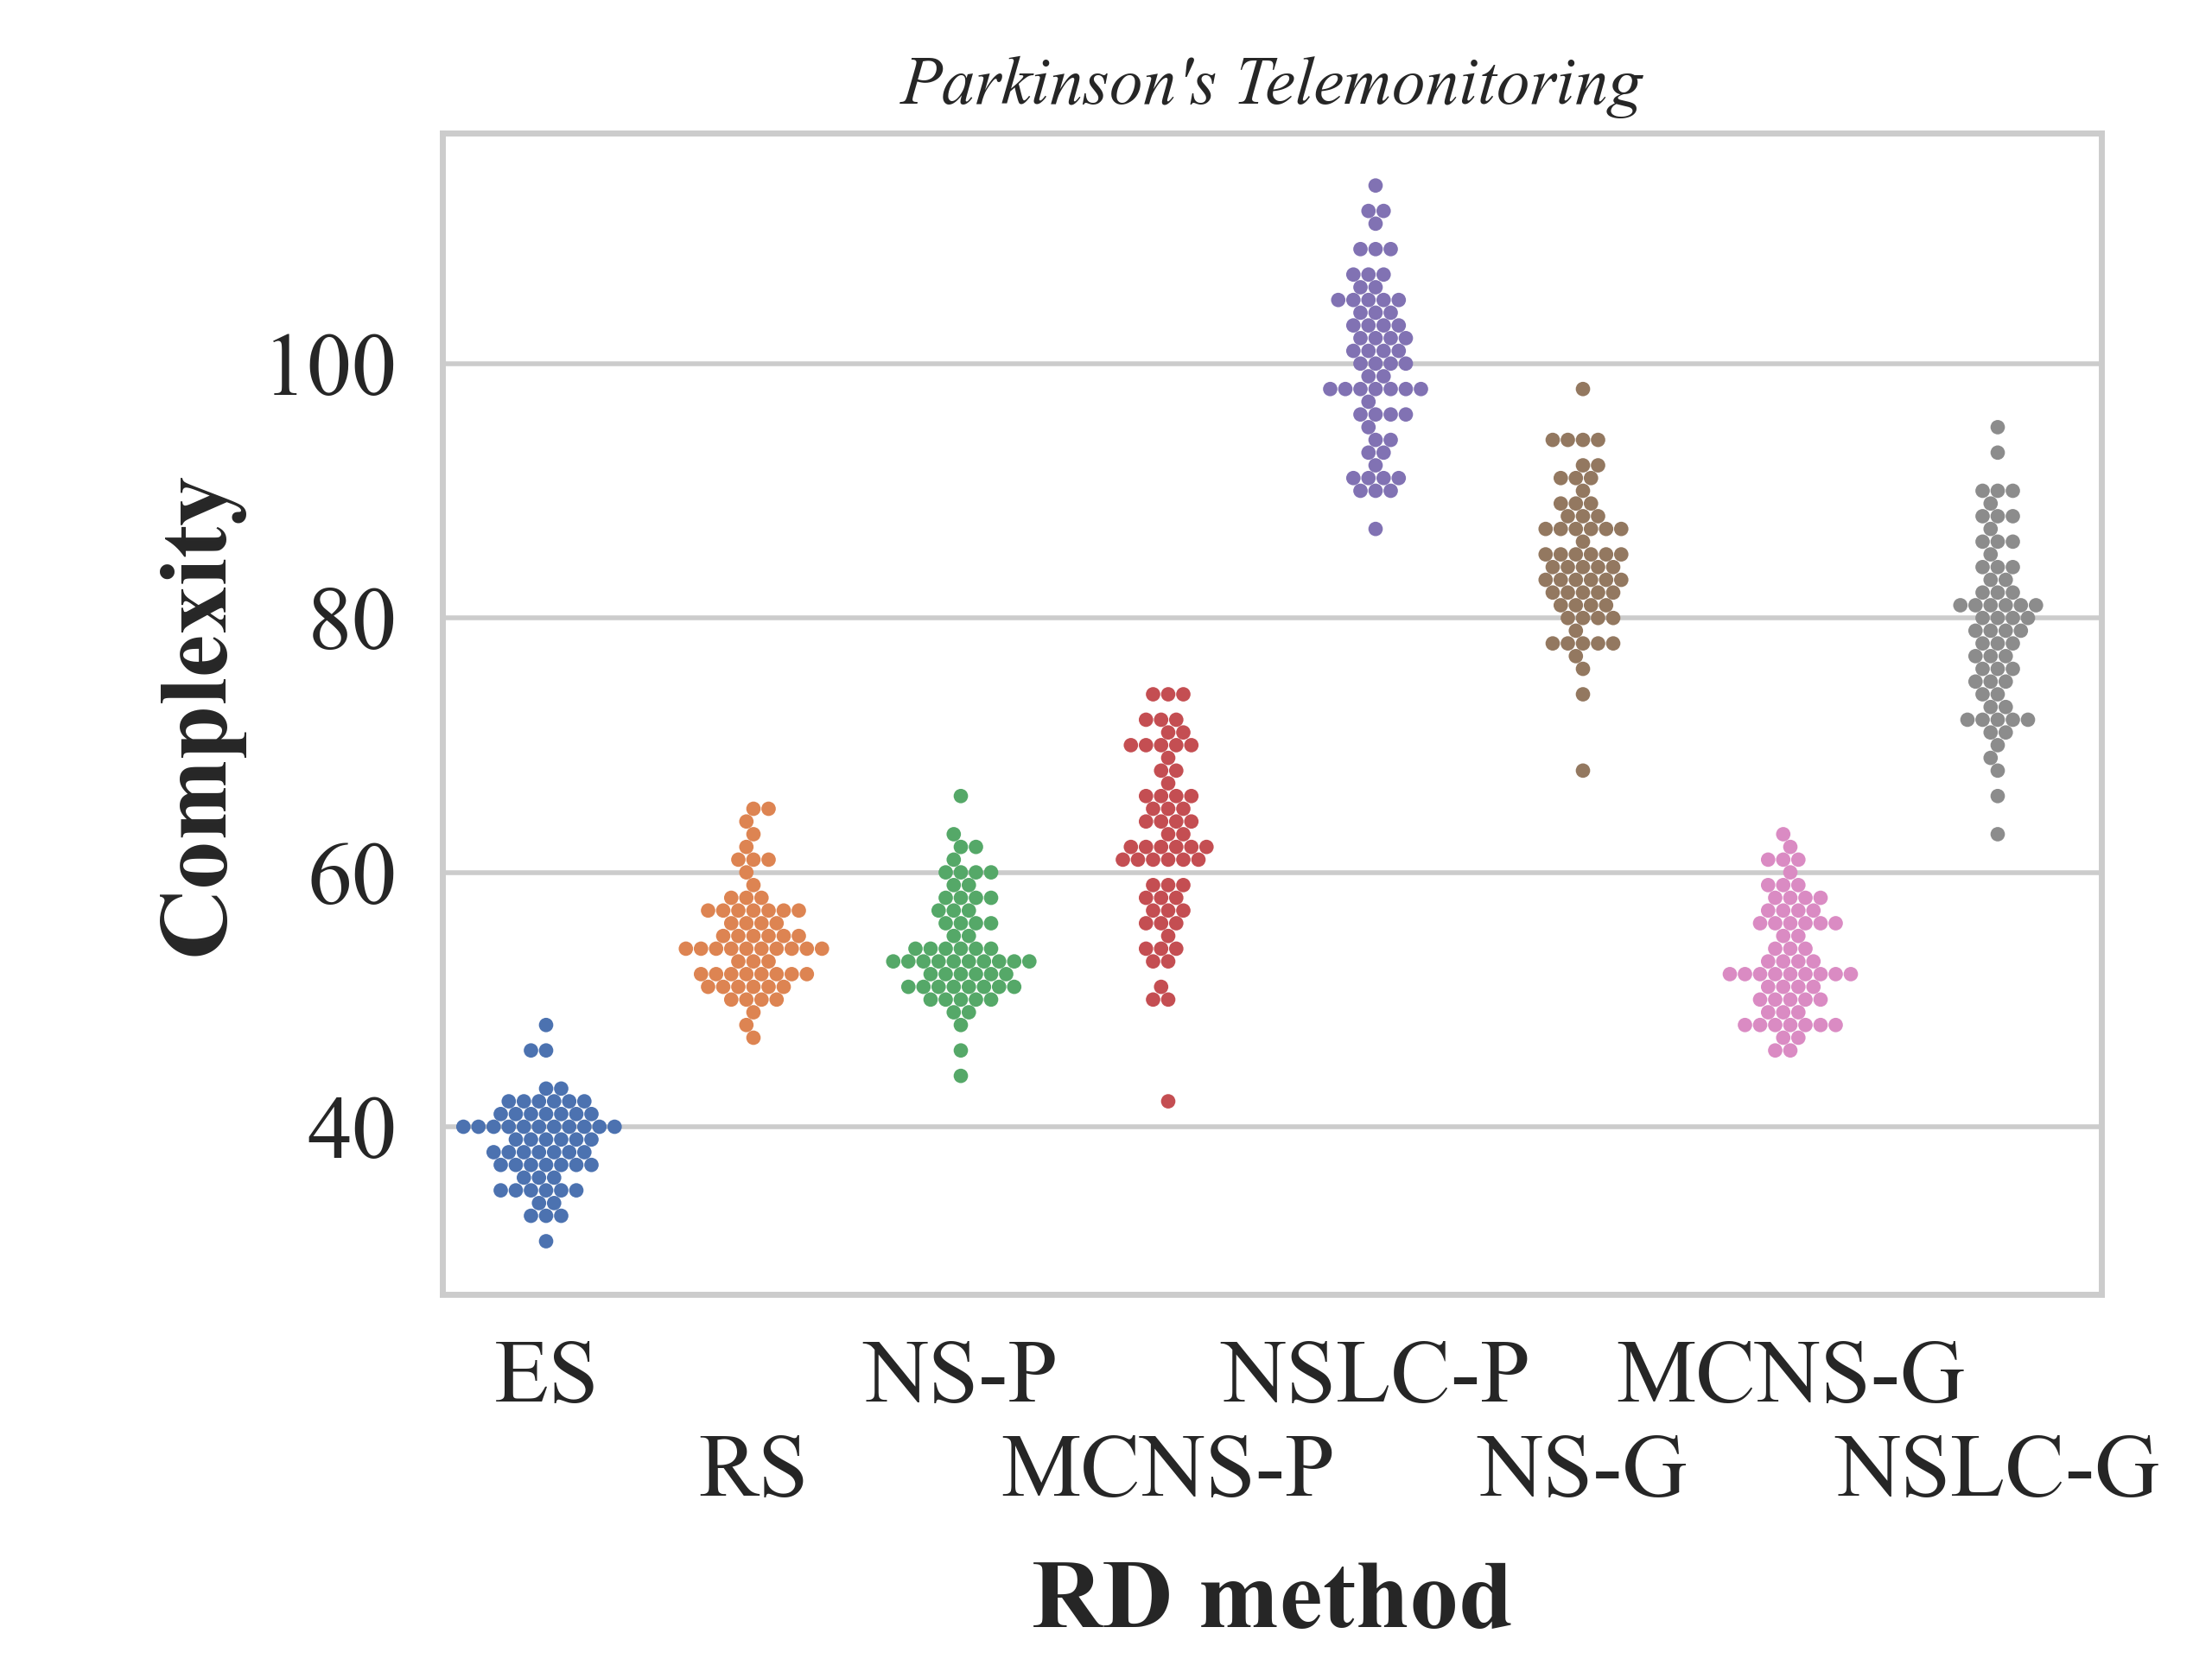 Parkinson's Telemonitoring
Complexity
100
80
60
40
ES
NS-P
NSLC-P
MCNS-G
RS
MCNS-P
NS-G
NSLC-G
RD method